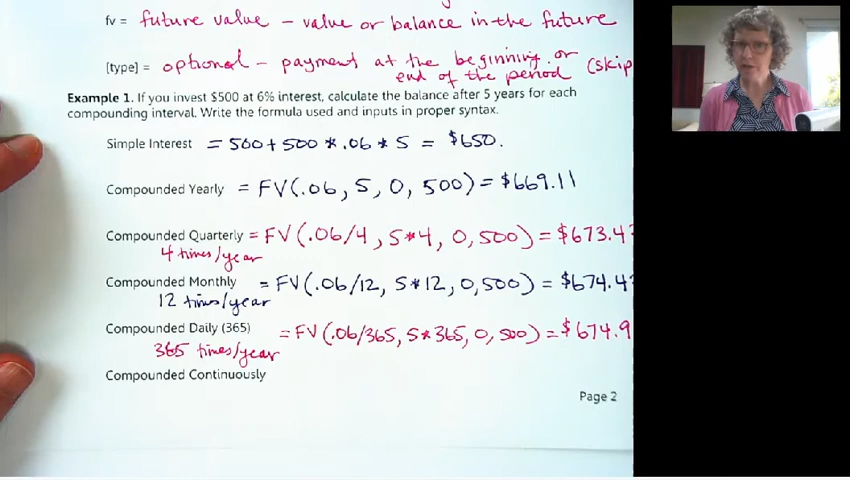 fv = future value - value or balance in the future
[type] = optional - payment at the beginning or
end of the period (skip
Example 1. If you invest $500 at 6% interest, calculate the balance after 5 years for each
compounding interval. Write the formula used and inputs in proper syntax.
Simple Interest = 500+500*.06*5 = $650.
Compounded Yearly = FV(.06, 5, 0, 500) = $669.11
Compounded Quarterly = FV(.06/4, 5*4, 0, 500) = $673.4
4 times/year
Compounded Monthly = FV(.06/12, 5*12, 0, 500) = $674.4
12 times/year
Compounded Daily (365) = FV(.06/365, 5*365, 0, 500) = $674.9
365 times/year
Compounded Continuously
Page 2